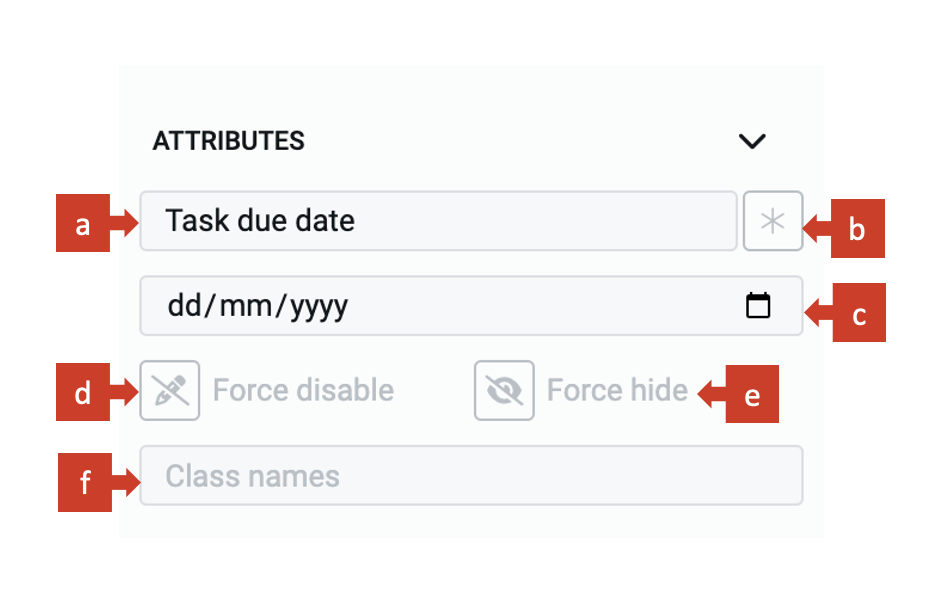 ATTRIBUTES
a
Task due date
b
dd/mm/yyyy
c
d
Force disable
Force hide
e
f
Class names